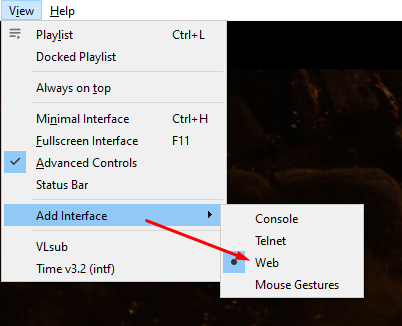 View Help
Playlist Ctrl+L
Docked Playlist
Always on top
Minimal Interface Ctrl+H
Fullscreen Interface F11
Advanced Controls
Status Bar
Add Interface
Console
Telnet
Web
Mouse Gestures
VLsub
Time v3.2 (intf)